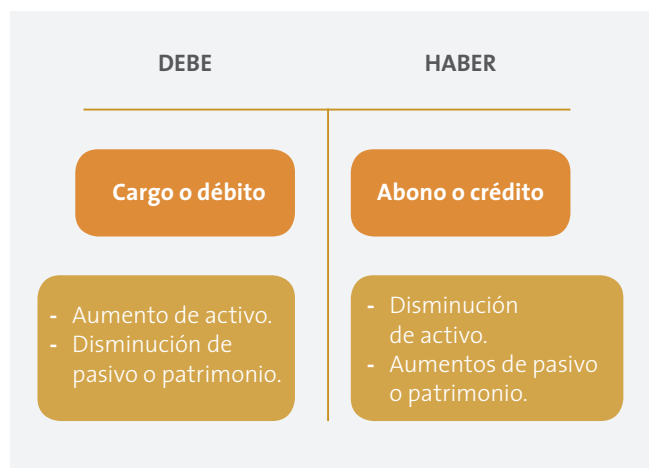 DEBE
HABER
Cargo o débito
Abono o crédito
- Aumento de activo.
- Disminución de
pasivo o patrimonio.
- Disminución
de activo.
- Aumentos de pasivo
o patrimonio.